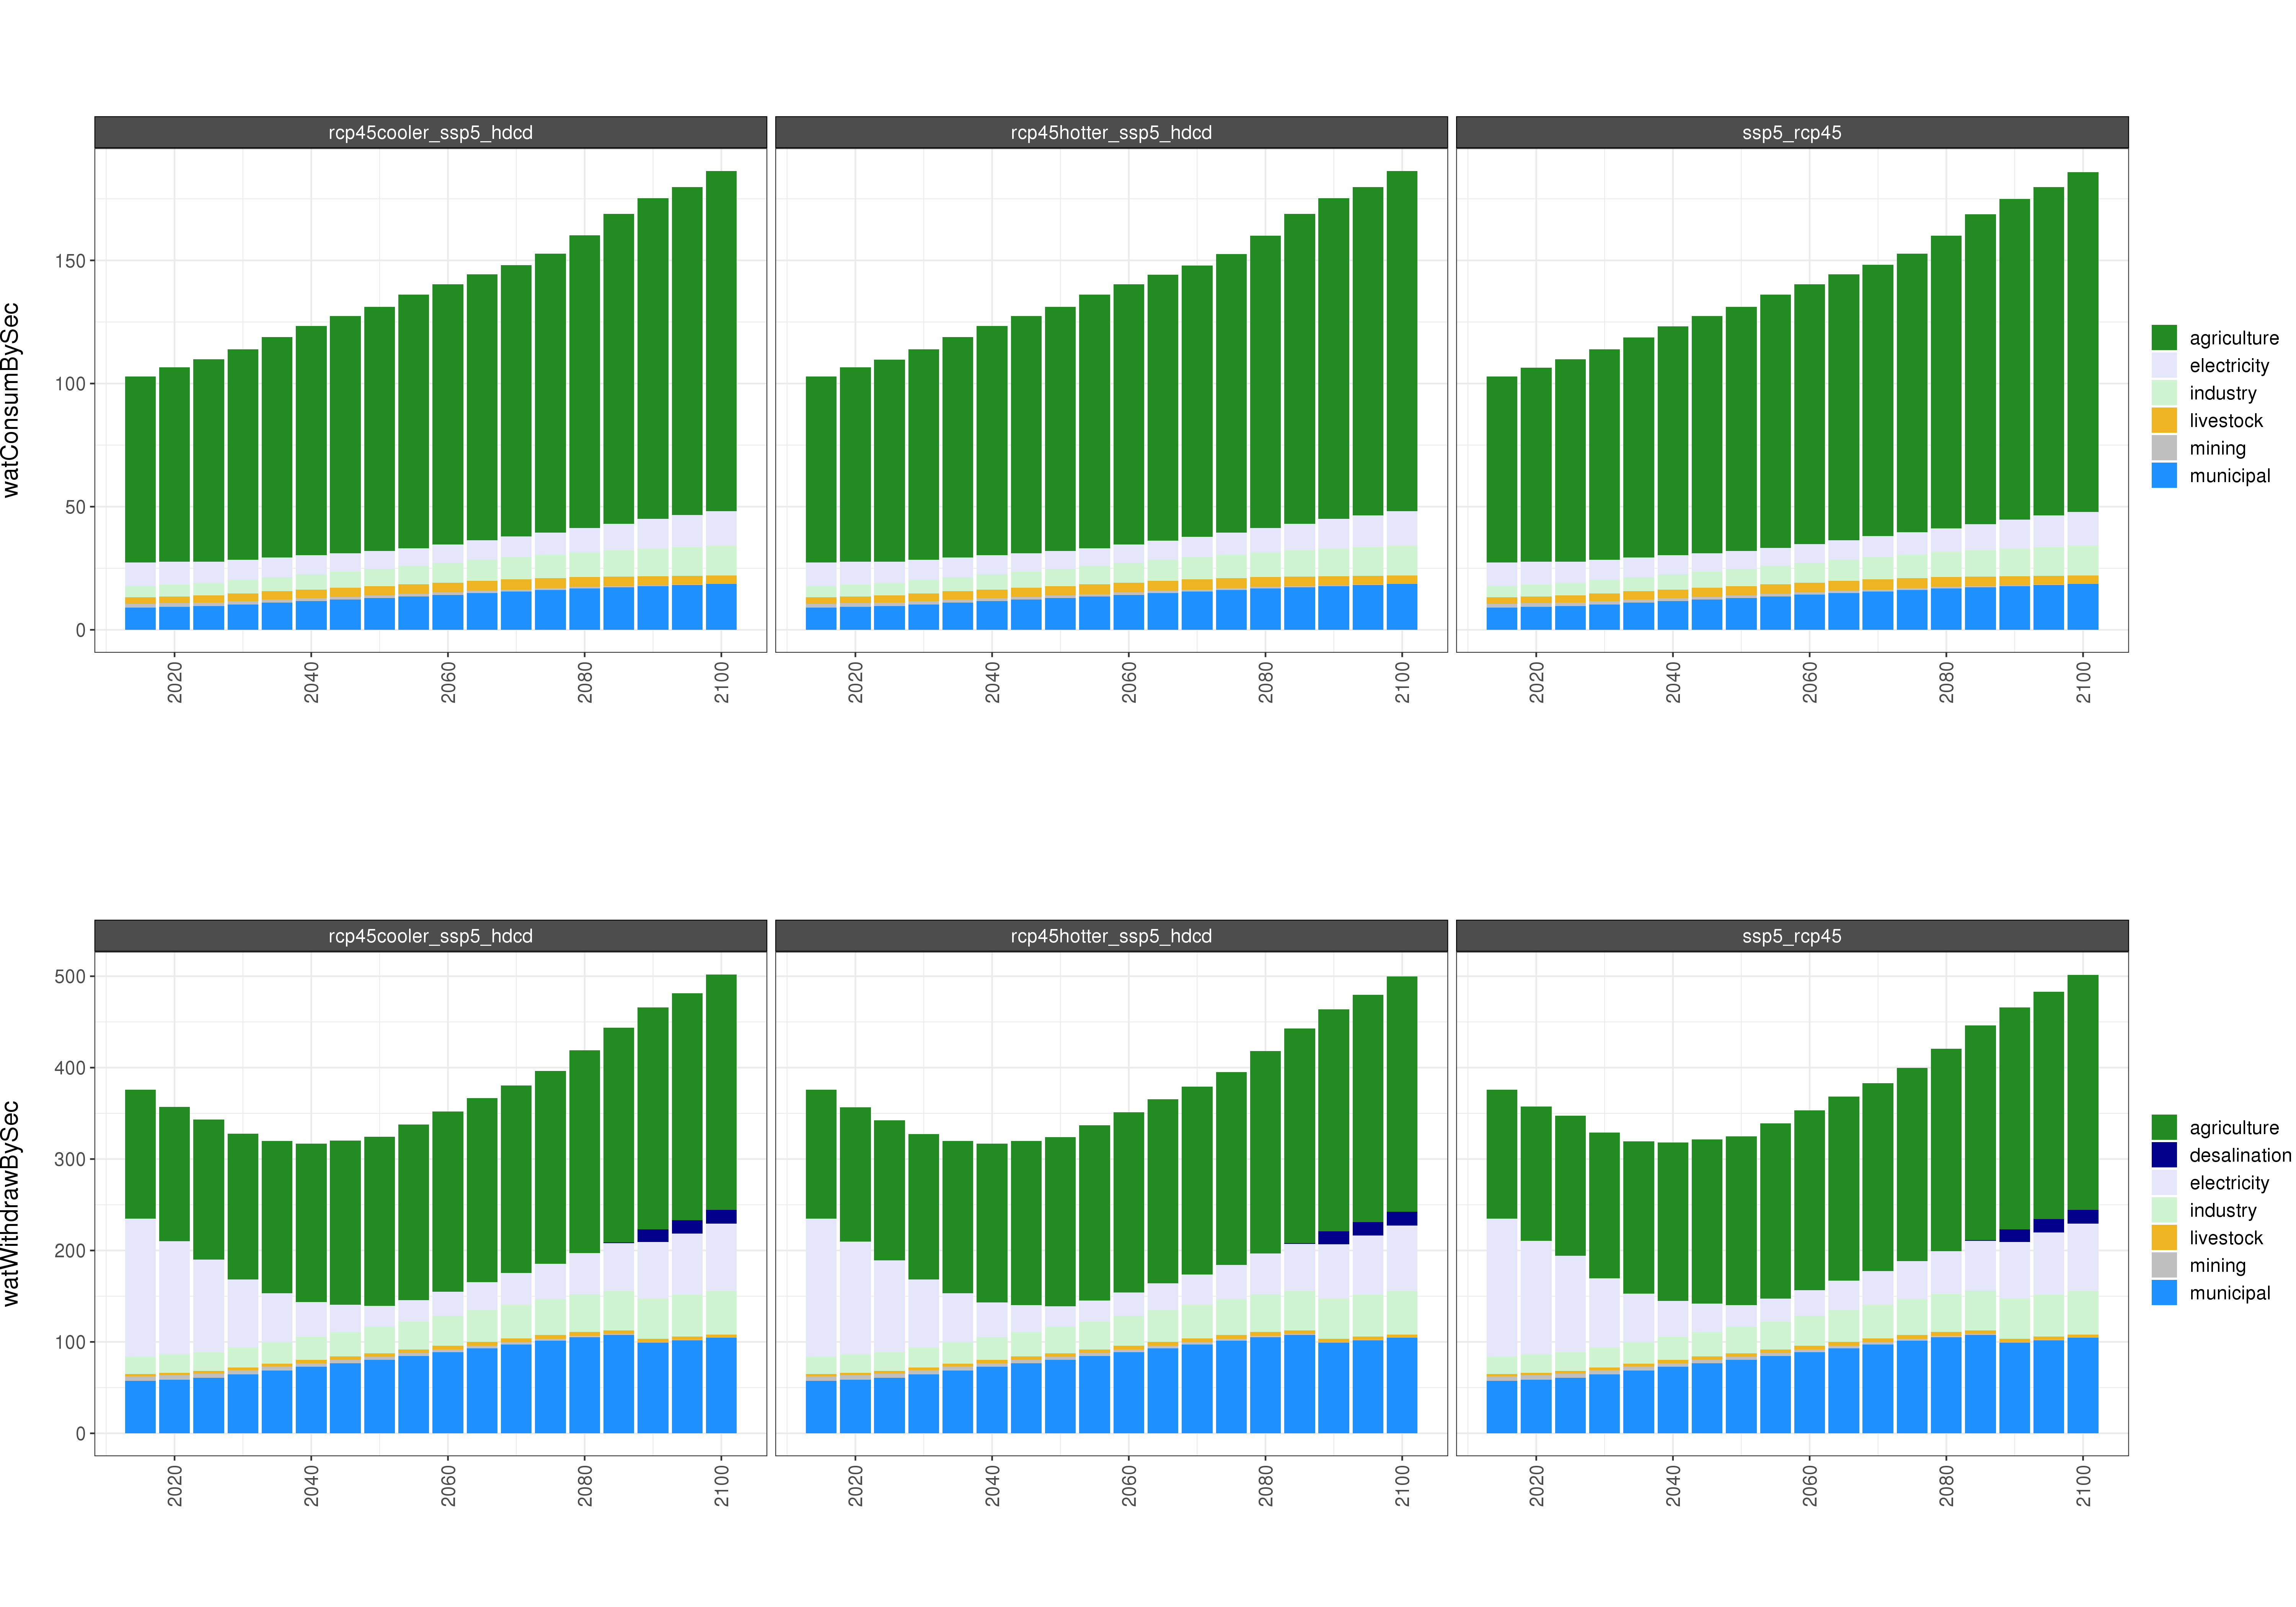 rcp45cooler_ssp5_hdcd
rcp45hotter_ssp5_hdcd
ssp5_rcp45
watConsumBySec
150
100
50
0
2020
2040
2060
2080
2100
2020
2040
2060
2080
2100
2020
2040
2060
2080
2100
agriculture
electricity
industry
livestock
mining
municipal
rcp45cooler_ssp5_hdcd
rcp45hotter_ssp5_hdcd
ssp5_rcp45
watWithdrawBySec
500
400
300
200
100
0
2020
2040
2060
2080
2100
2020
2040
2060
2080
2100
2020
2040
2060
2080
2100
agriculture
desalination
electricity
industry
livestock
mining
municipal